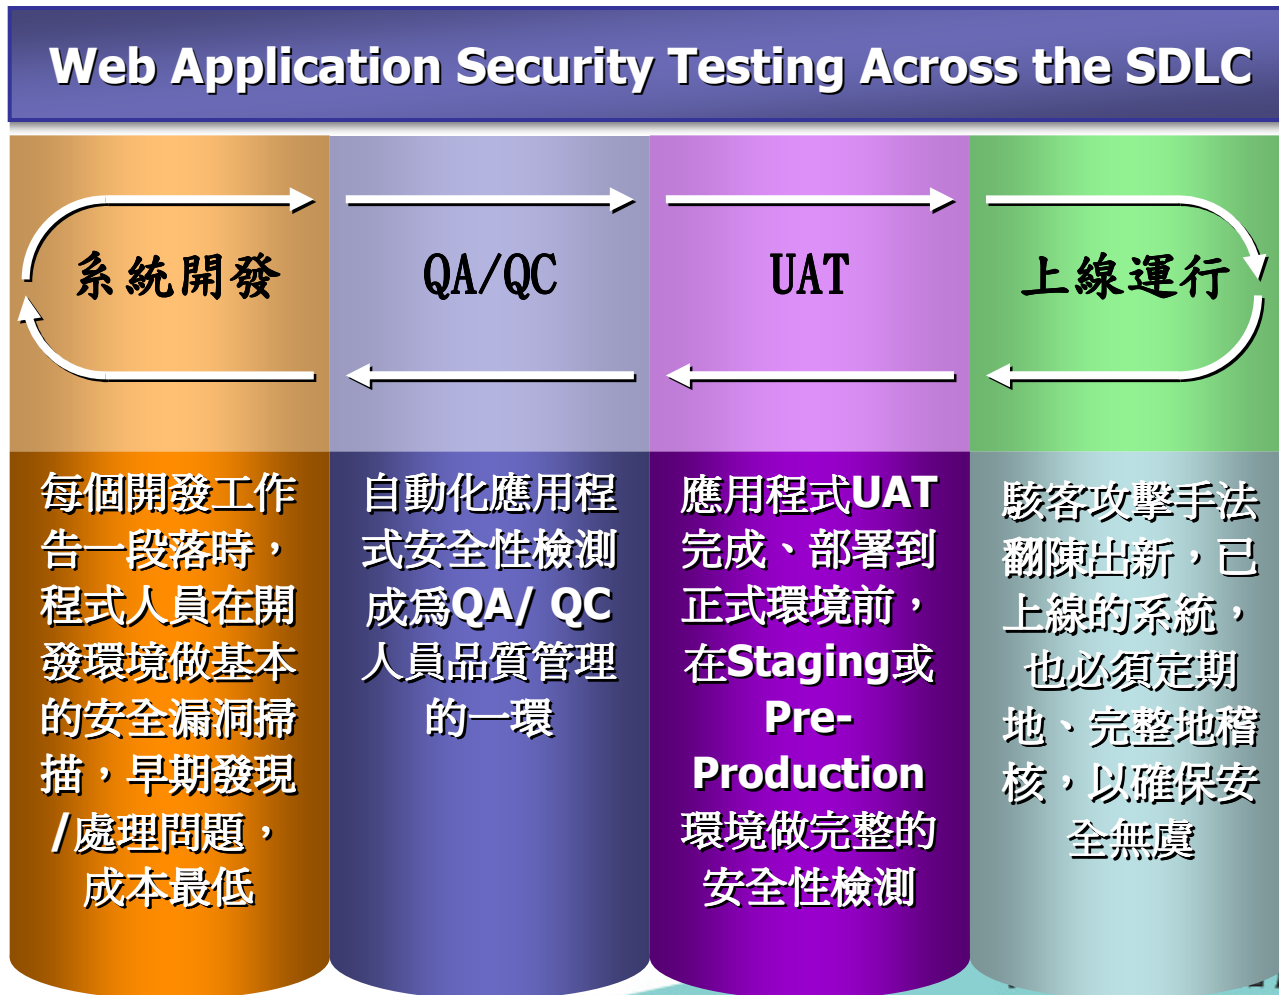 Web Application Security Testing Across the SDLC
系統開發
QA/QC
UAT
上線運行
每個開發工作
告一段落時，
程式人員在開
發環境做基本
的安全漏洞掃
描，早期發現
/處理問題，
成本最低
自動化應用程
式安全性檢測
成為QA/ QC
人員品質管理
的一環
應用程式UAT
完成、部署到
正式環境前，
在Staging或
Pre-
Production
環境做完整的
安全性檢測
駭客攻擊手法
翻陳出新，已
上線的系統，
也必須定期
地、完整地稽
核，以確保安
全無虞